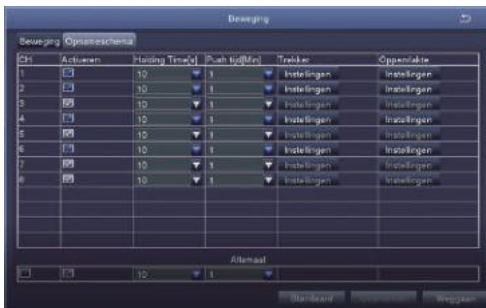 Beweging
Beweging Opnameschema
CH Activeren Holding Time[s] Push tijd[Min] Trekker Oppervlakte
1 10 1 Instellingen Instellingen
2 10 1 Instellingen Instellingen
3 10 1 Instellingen Instellingen
4 10 1 Instellingen Instellingen
5 10 1 Instellingen Instellingen
6 10 1 Instellingen Instellingen
7 10 1 Instellingen Instellingen
8 10 1 Instellingen Instellingen
Allemaal
10 1
Standaard Weggaan